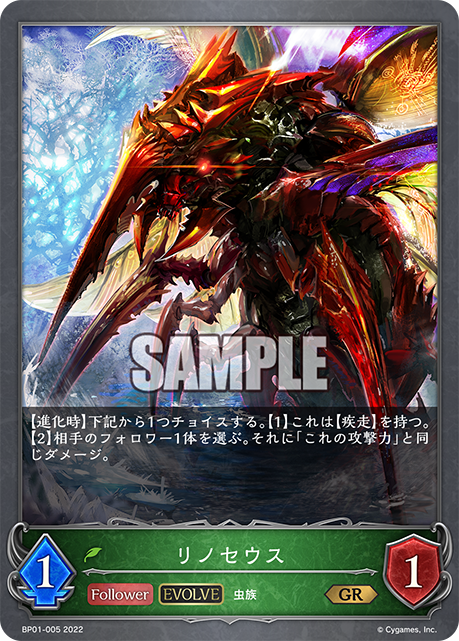 SAMPLE
【進化時】下記から1つチョイスする。【1】これは【疾走】を持つ。
【2】相手のフォロワー1体を選ぶ。それに「これの攻撃力」と同
じダメージ。
リノセウス
1
Follower EVOLVE 虫族 GR
1
BP01-005 2022 © Cygames, Inc.